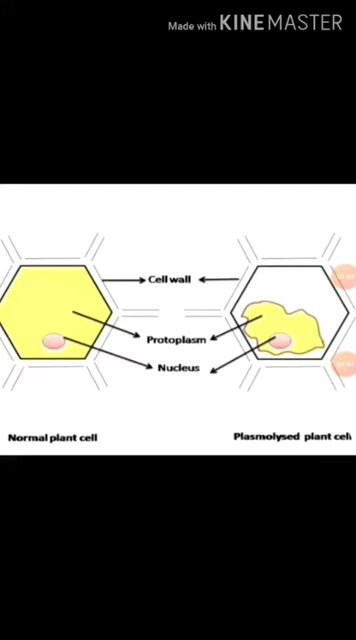 Made with KINEMASTER
Cell wall
Protoplasm
Nucleus
Normal plant cell
Plasmolysed plant cell